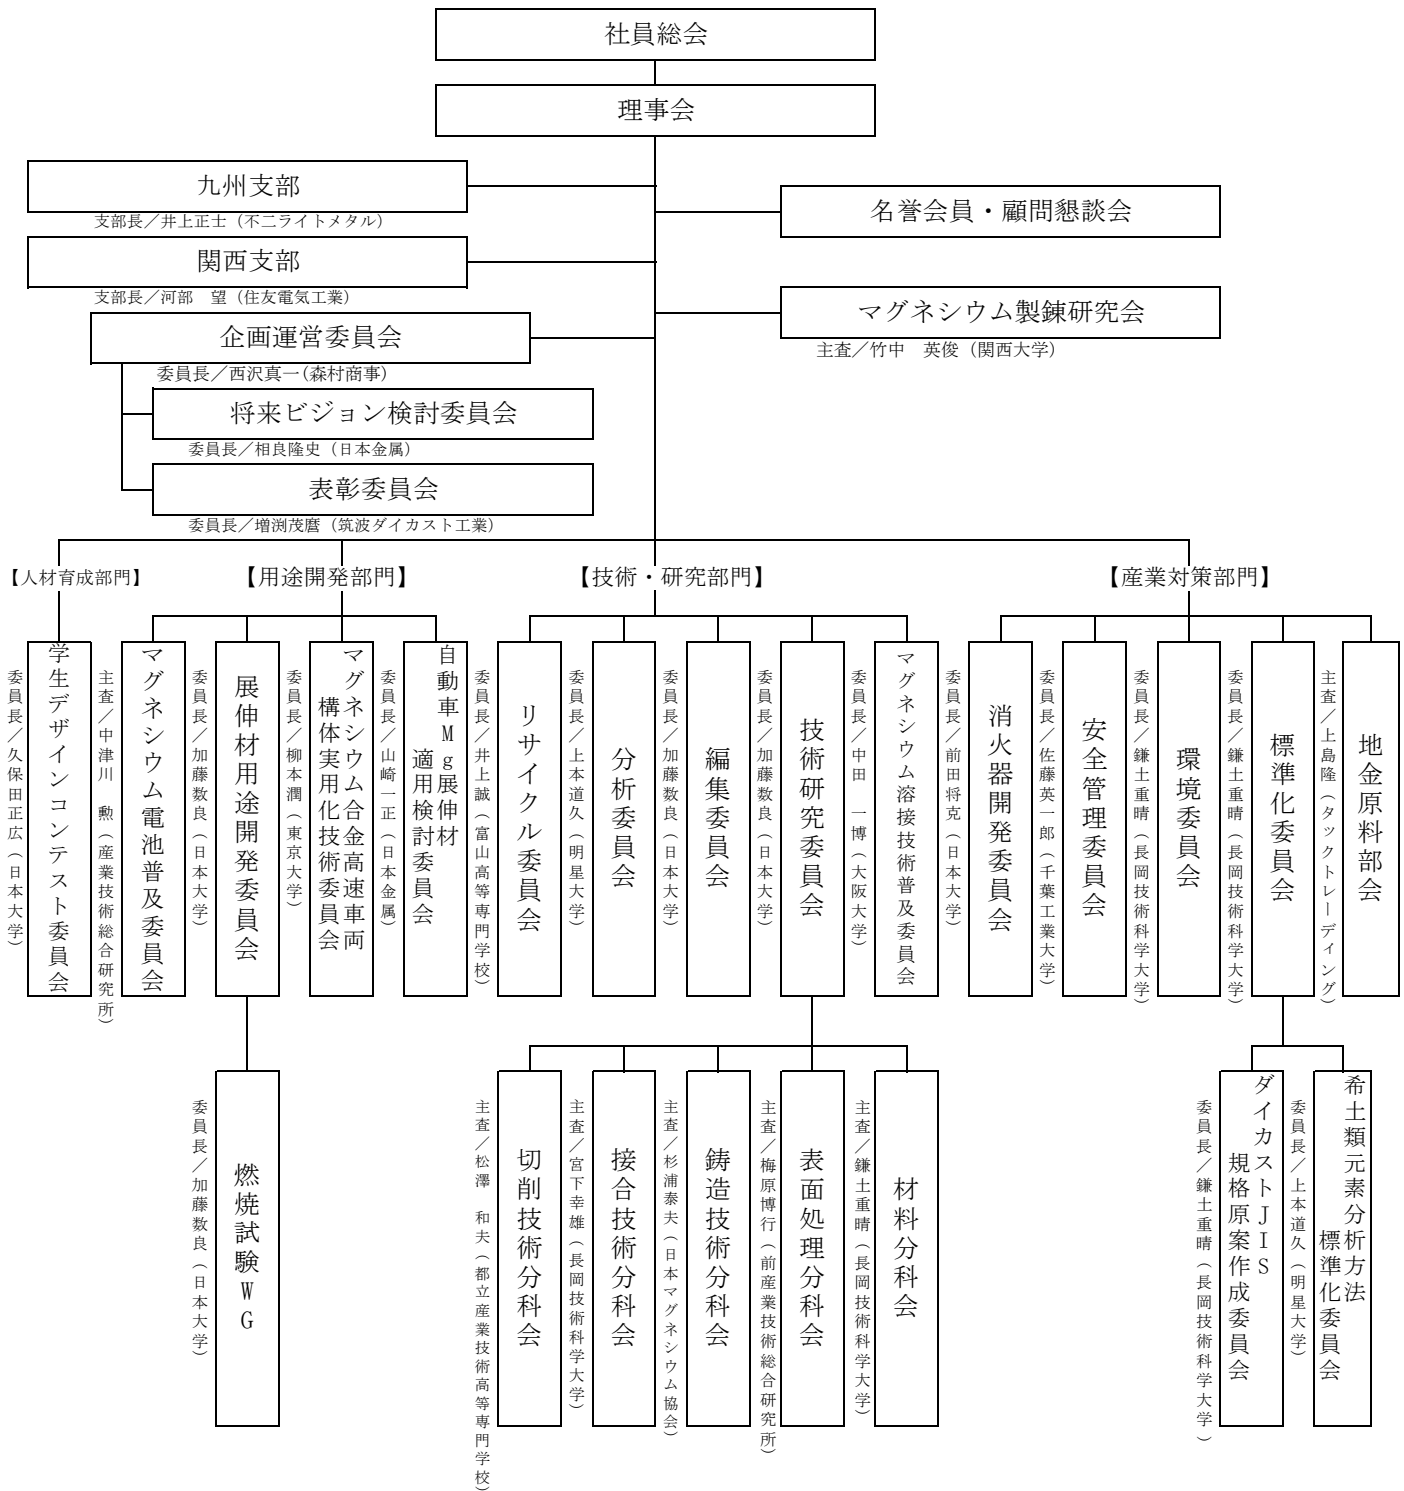 社員総会
理事会
九州支部
支部長／井上正士（不二ライトメタル）
名誉会員・顧問懇談会
関西支部
支部長／河部　望（住友電気工業）
マグネシウム製錬研究会
主査／竹中　英俊（関西大学）
企画運営委員会
委員長／西沢真一(森村商事)
将来ビジョン検討委員会
委員長／相良隆史（日本金属）
表彰委員会
委員長／増渕茂麿（筑波ダイカスト工業）
【人材育成部門】
【用途開発部門】
【技術・研究部門】
【産業対策部門】
委員長／久保田正広（日本大学）
学生デザインコンテスト委員会
主査／中津川　勲（産業技術総合研究所）
マグネシウム電池普及委員会
委員長／加藤数良（日本大学）
展伸材用途開発委員会
委員長／柳本潤（東京大学）
マグネシウム合金高速車両
構体実用化技術委員会
委員長／山崎一正（日本金属）
自動車Mg展伸材
適用検討委員会
委員長／井上誠（富山高等専門学校）
リサイクル委員会
委員長／上本道久（明星大学）
分析委員会
委員長／加藤数良（日本大学）
編集委員会
委員長／加藤数良（日本大学）
技術研究委員会
委員長／中田　一博（大阪大学）
マグネシウム溶接技術普及委員会
委員長／前田将克（日本大学）
消火器開発委員会
委員長／佐藤英一郎（千葉工業大学）
安全管理委員会
委員長／鎌土重晴（長岡技術科学大学）
環境委員会
委員長／鎌土重晴（長岡技術科学大学）
標準化委員会
主査／上島隆（タックトレーディング）
地金原料部会
委員長／加藤数良（日本大学）
燃焼試験WG
主査／松澤　和夫（都立産業技術高等専門学校）
切削技術分科会
主査／宮下幸雄（長岡技術科学大学）
接合技術分科会
主査／杉浦泰夫（日本マグネシウム協会）
鋳造技術分科会
主査／梅原博行（前産業技術総合研究所）
表面処理分科会
主査／鎌土重晴（長岡技術科学大学）
材料分科会
委員長／鎌土重晴（長岡技術科学大学）
ダイカストJIS
規格原案作成委員会
委員長／上本道久（明星大学）
希土類元素分析方法
標準化委員会